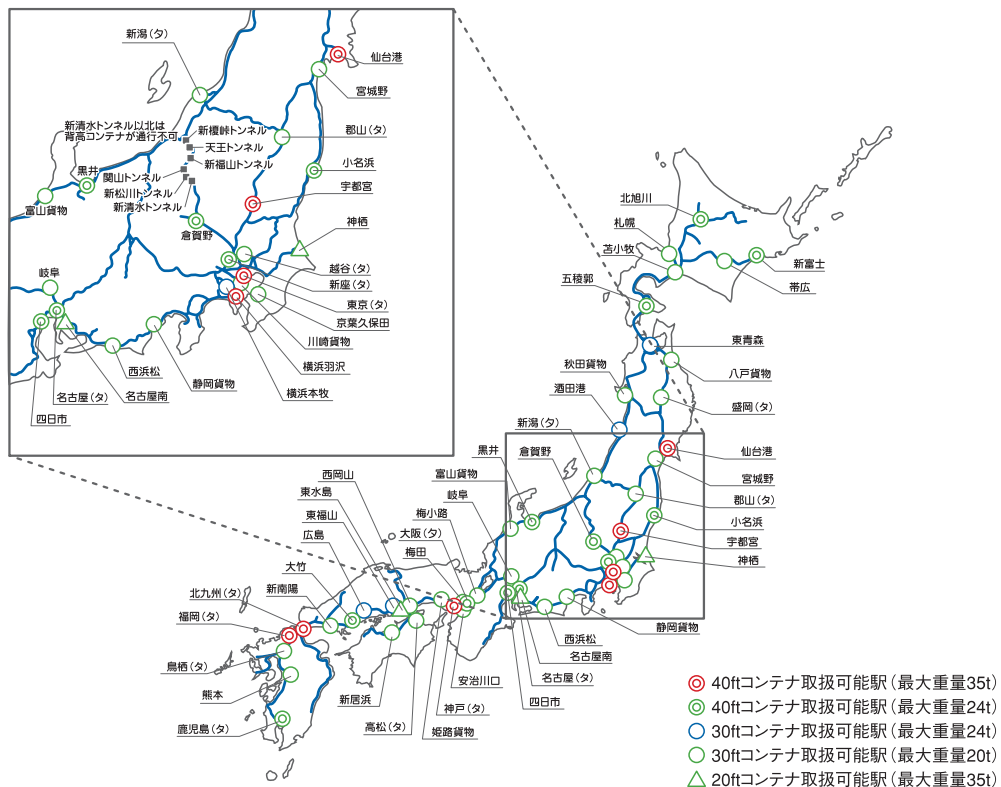 新潟(タ)
仙台港
宮城野
新清水トンネル以北は
背高コンテナが通行不可
新榎峠トンネル
天王トンネル
新福山トンネル
郡山(タ)
小名浜
黒井
関山トンネル
新松川トンネル
新清水トンネル
宇都宮
富山貨物
倉賀野
神栖
岐阜
越谷(タ)
新座(タ)
東京(タ)
京葉久保田
川崎貨物
横浜羽沢
横浜本牧
西浜松
静岡貨物
名古屋(タ)
名古屋南
四日市
北旭川
札幌
苫小牧
新富士
帯広
五稜郭
東青森
秋田貨物
八戸貨物
酒田港
盛岡(タ)
新潟(タ)
黒井
倉賀野
仙台港
富山貨物
宮城野
岐阜
郡山(タ)
西岡山
東水島
梅小路
小名浜
東福山
大阪(タ)
宇都宮
広島
梅田
神栖
大竹
新南陽
北九州(タ)
福岡(タ)
静岡貨物
西浜松
名古屋南
鳥栖(タ)
安治川口
名古屋(タ)
熊本
新居浜
神戸(タ)
四日市
鹿児島(タ)
高松(タ)
姫路貨物
40ftコンテナ取扱可能駅(最大重量35t)
40ftコンテナ取扱可能駅(最大重量24t)
30ftコンテナ取扱可能駅(最大重量24t)
30ftコンテナ取扱可能駅(最大重量20t)
20ftコンテナ取扱可能駅(最大重量35t)